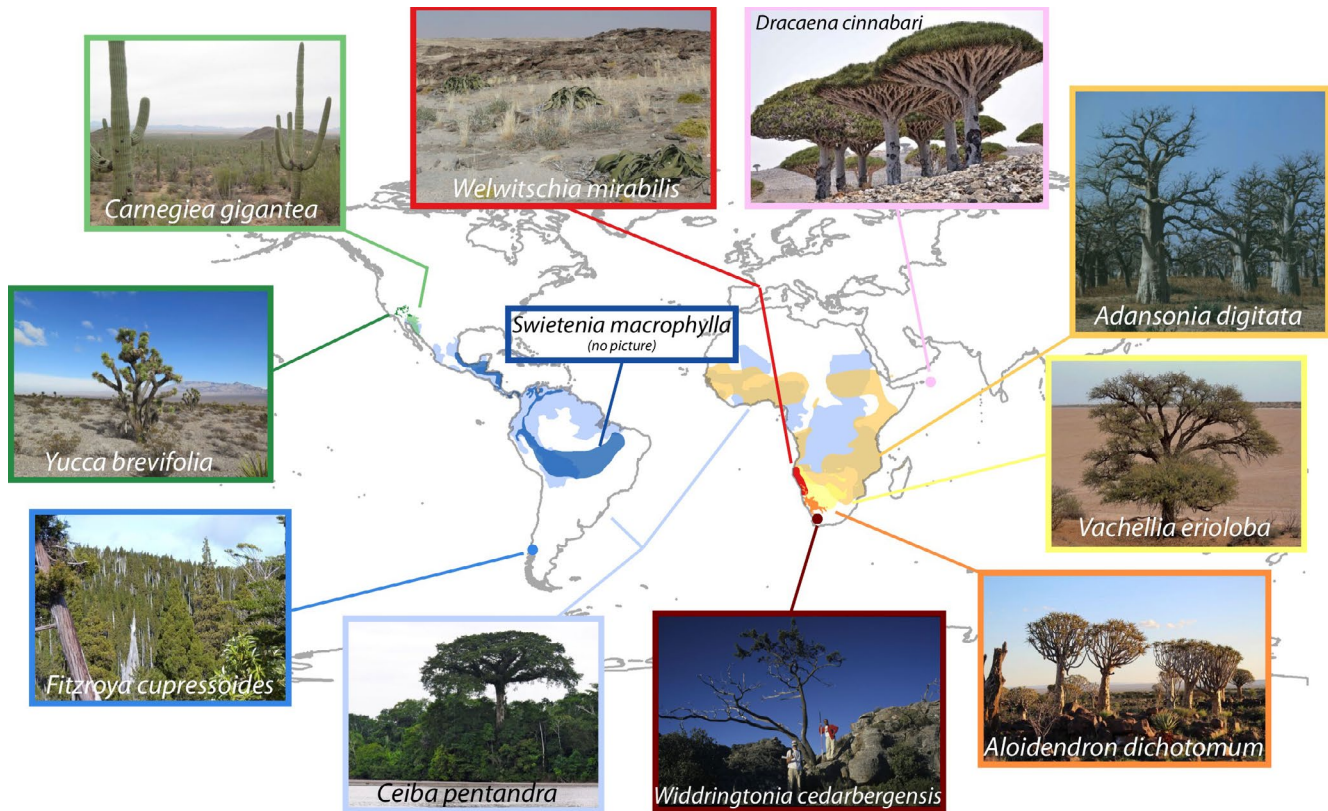 Dracaena cinnabari
Carnegiea gigantea
Welwitschia mirabilis
Adansonia digitata
Swietenia macrophylla
(no picture)
Yucca brevifolia
Vachellia erioloba
Fitzroya cupressoides
Ceiba pentandra
Widdringtonia cedarbergensis
Aloidendron dichotomum